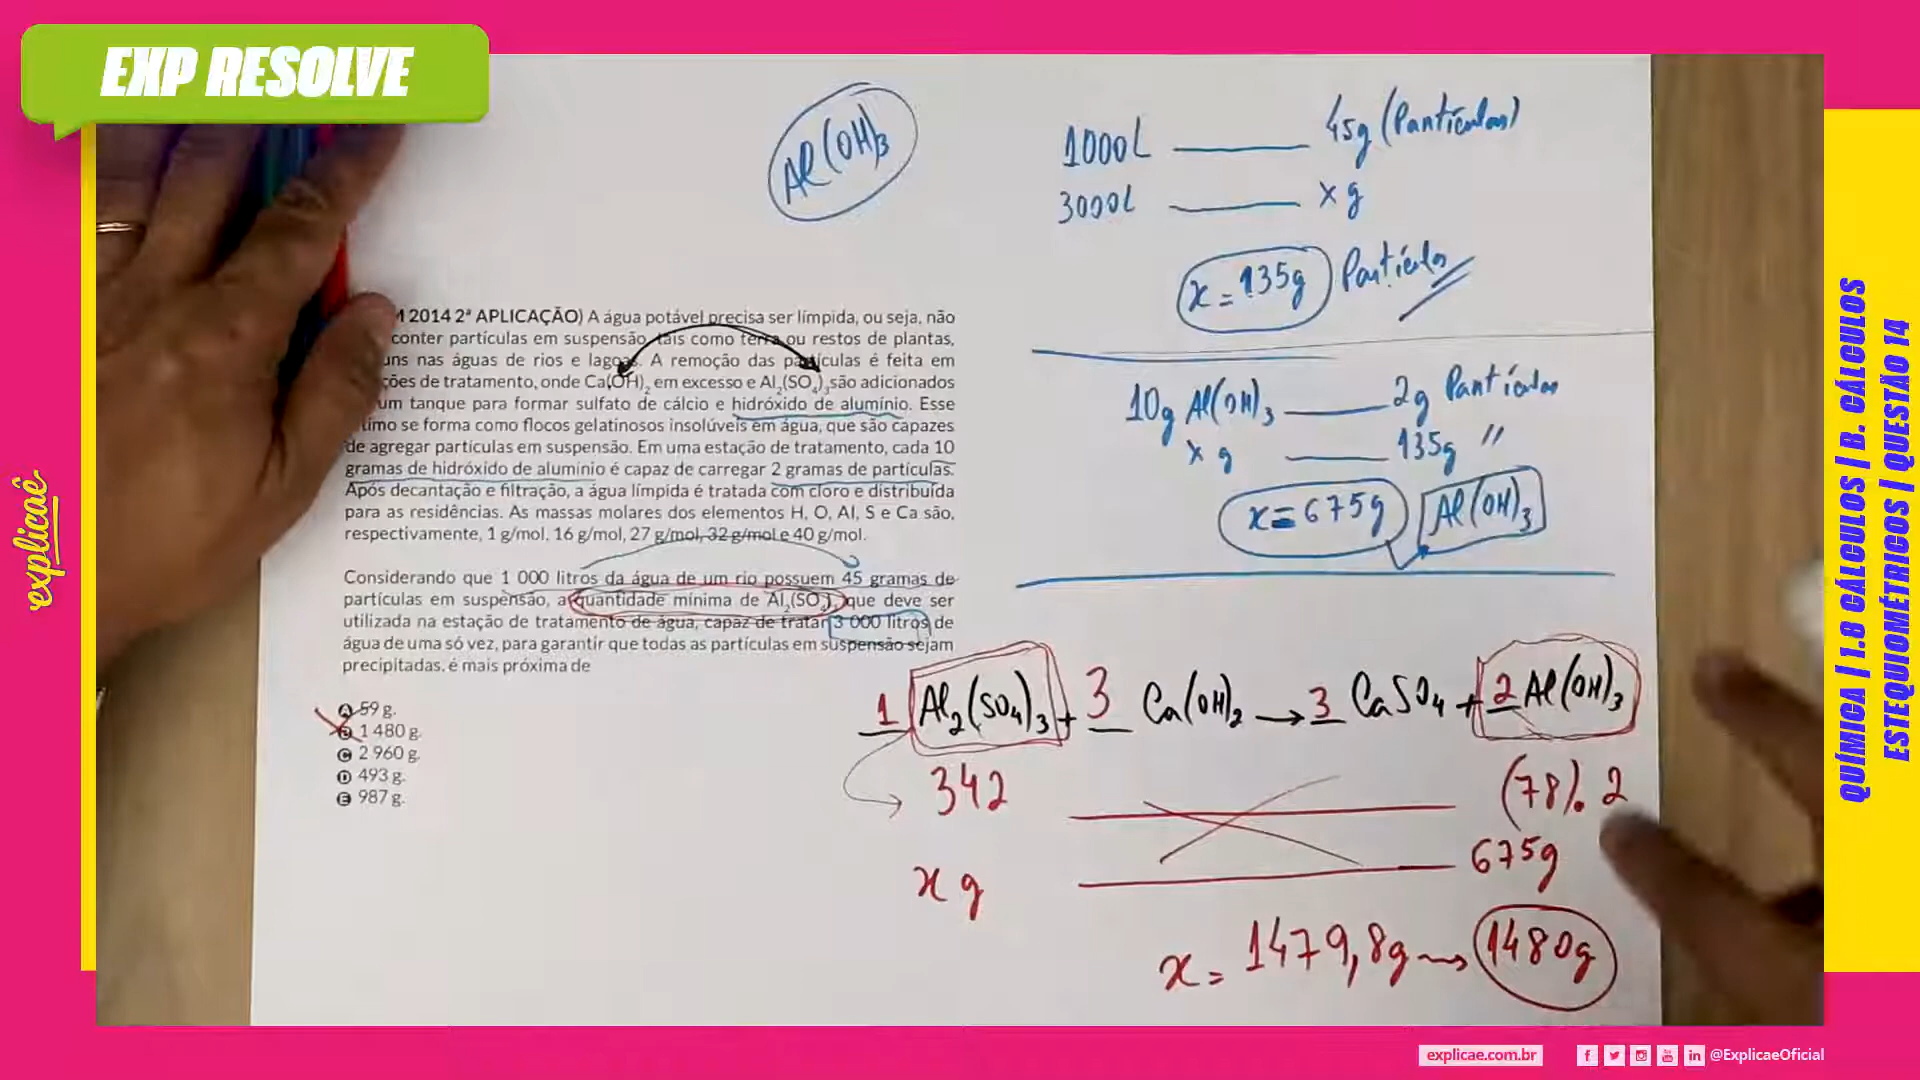 EXP RESOLVE
Al(OH)3
1000L 45g (Partículas)
3000L x g
x = 135g Partículas
M 2014 2ª APLICAÇÃO) A água potável precisa ser límpida, ou seja, não
conter partículas em suspensão, tais como terra ou restos de plantas,
uns nas águas de rios e lagoas. A remoção das partículas é feita em
ções de tratamento, onde Ca(OH)2 em excesso e Al2(SO4)3 são adicionados
um tanque para formar sulfato de cálcio e hidróxido de alumínio. Esse
timo se forma como flocos gelatinosos insolúveis em água, que são capazes
de agregar partículas em suspensão. Em uma estação de tratamento, cada 10
gramas de hidróxido de alumínio é capaz de carregar 2 gramas de partículas.
Após decantação e filtração, a água límpida é tratada com cloro e distribuída
para as residências. As massas molares dos elementos H, O, Al, S e Ca são,
respectivamente, 1 g/mol, 16 g/mol, 27 g/mol, 32 g/mol e 40 g/mol.
Considerando que 1 000 litros da água de um rio possuem 45 gramas de
partículas em suspensão, a quantidade mínima de Al2(SO4)3 que deve ser
utilizada na estação de tratamento de água, capaz de tratar 3 000 litros de
água de uma só vez, para garantir que todas as partículas em suspensão sejam
precipitadas, é mais próxima de
A 59 g.
B 1 480 g.
C 2 960 g.
D 493 g.
E 987 g.
10g Al(OH)3 2g Partículas
x g 135g "
x = 675g Al(OH)3
1 Al2(SO4)3 + 3 Ca(OH)2 → 3 CaSO4 + 2 Al(OH)3
342 (78).2
x g 675g
x = 1479,8g → 1480g
explicaê
QUÍMICA | 1.8 CÁLCULOS | B. CÁLCULOS
ESTEQUIOMÉTRICOS | QUESTÃO 14
explicae.com.br
@ExplicaeOficial